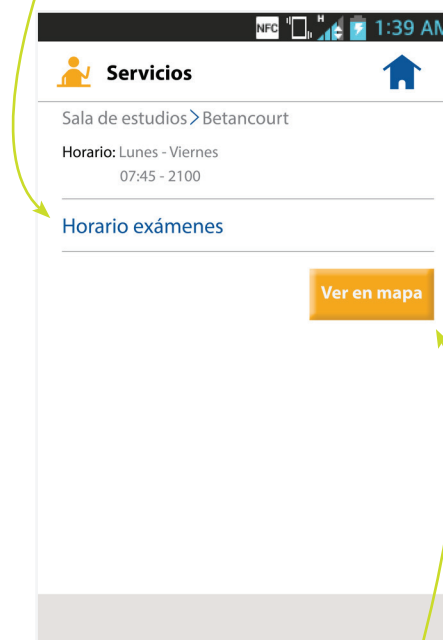 NFC H 1:39 AM
Servicios
Sala de estudios>Betancourt
Horario: Lunes - Viernes
07:45 - 2100
Horario exámenes
Ver en mapa